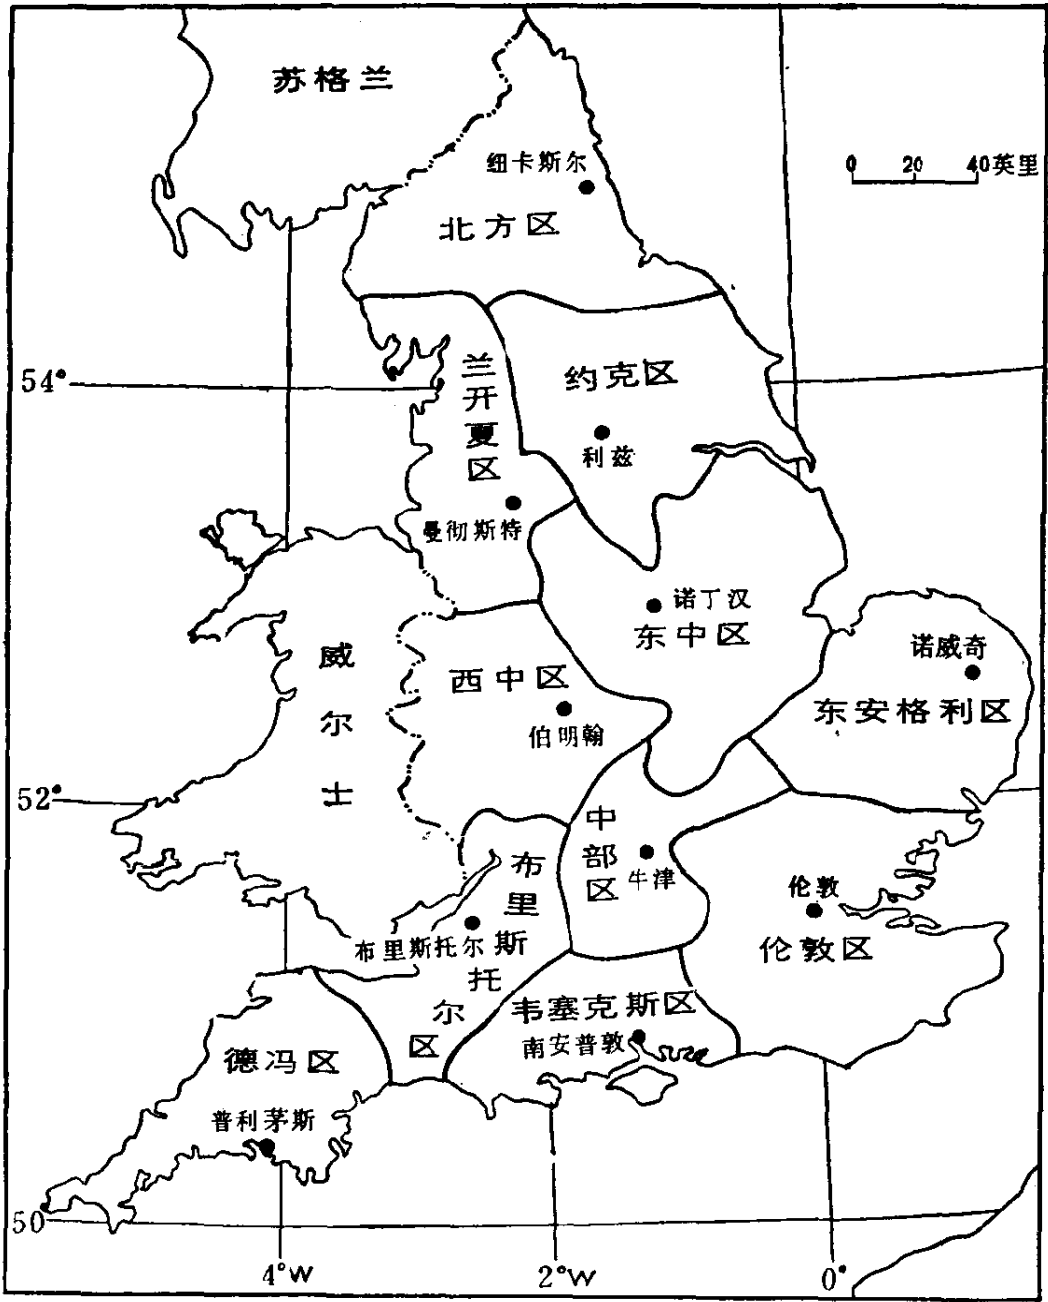 苏格兰
纽卡斯尔
0 20 40英里
北方区
54°
兰开夏区
约克区
利兹
曼彻斯特
诺丁汉
东中区
威尔士
西中区
伯明翰
诺威奇
东安格利区
52°
中部区
牛津
布里斯托尔区
布里斯托尔
伦敦
伦敦区
韦塞克斯区
南安普敦
德冯区
普利茅斯
50
4°W
2°W
0°